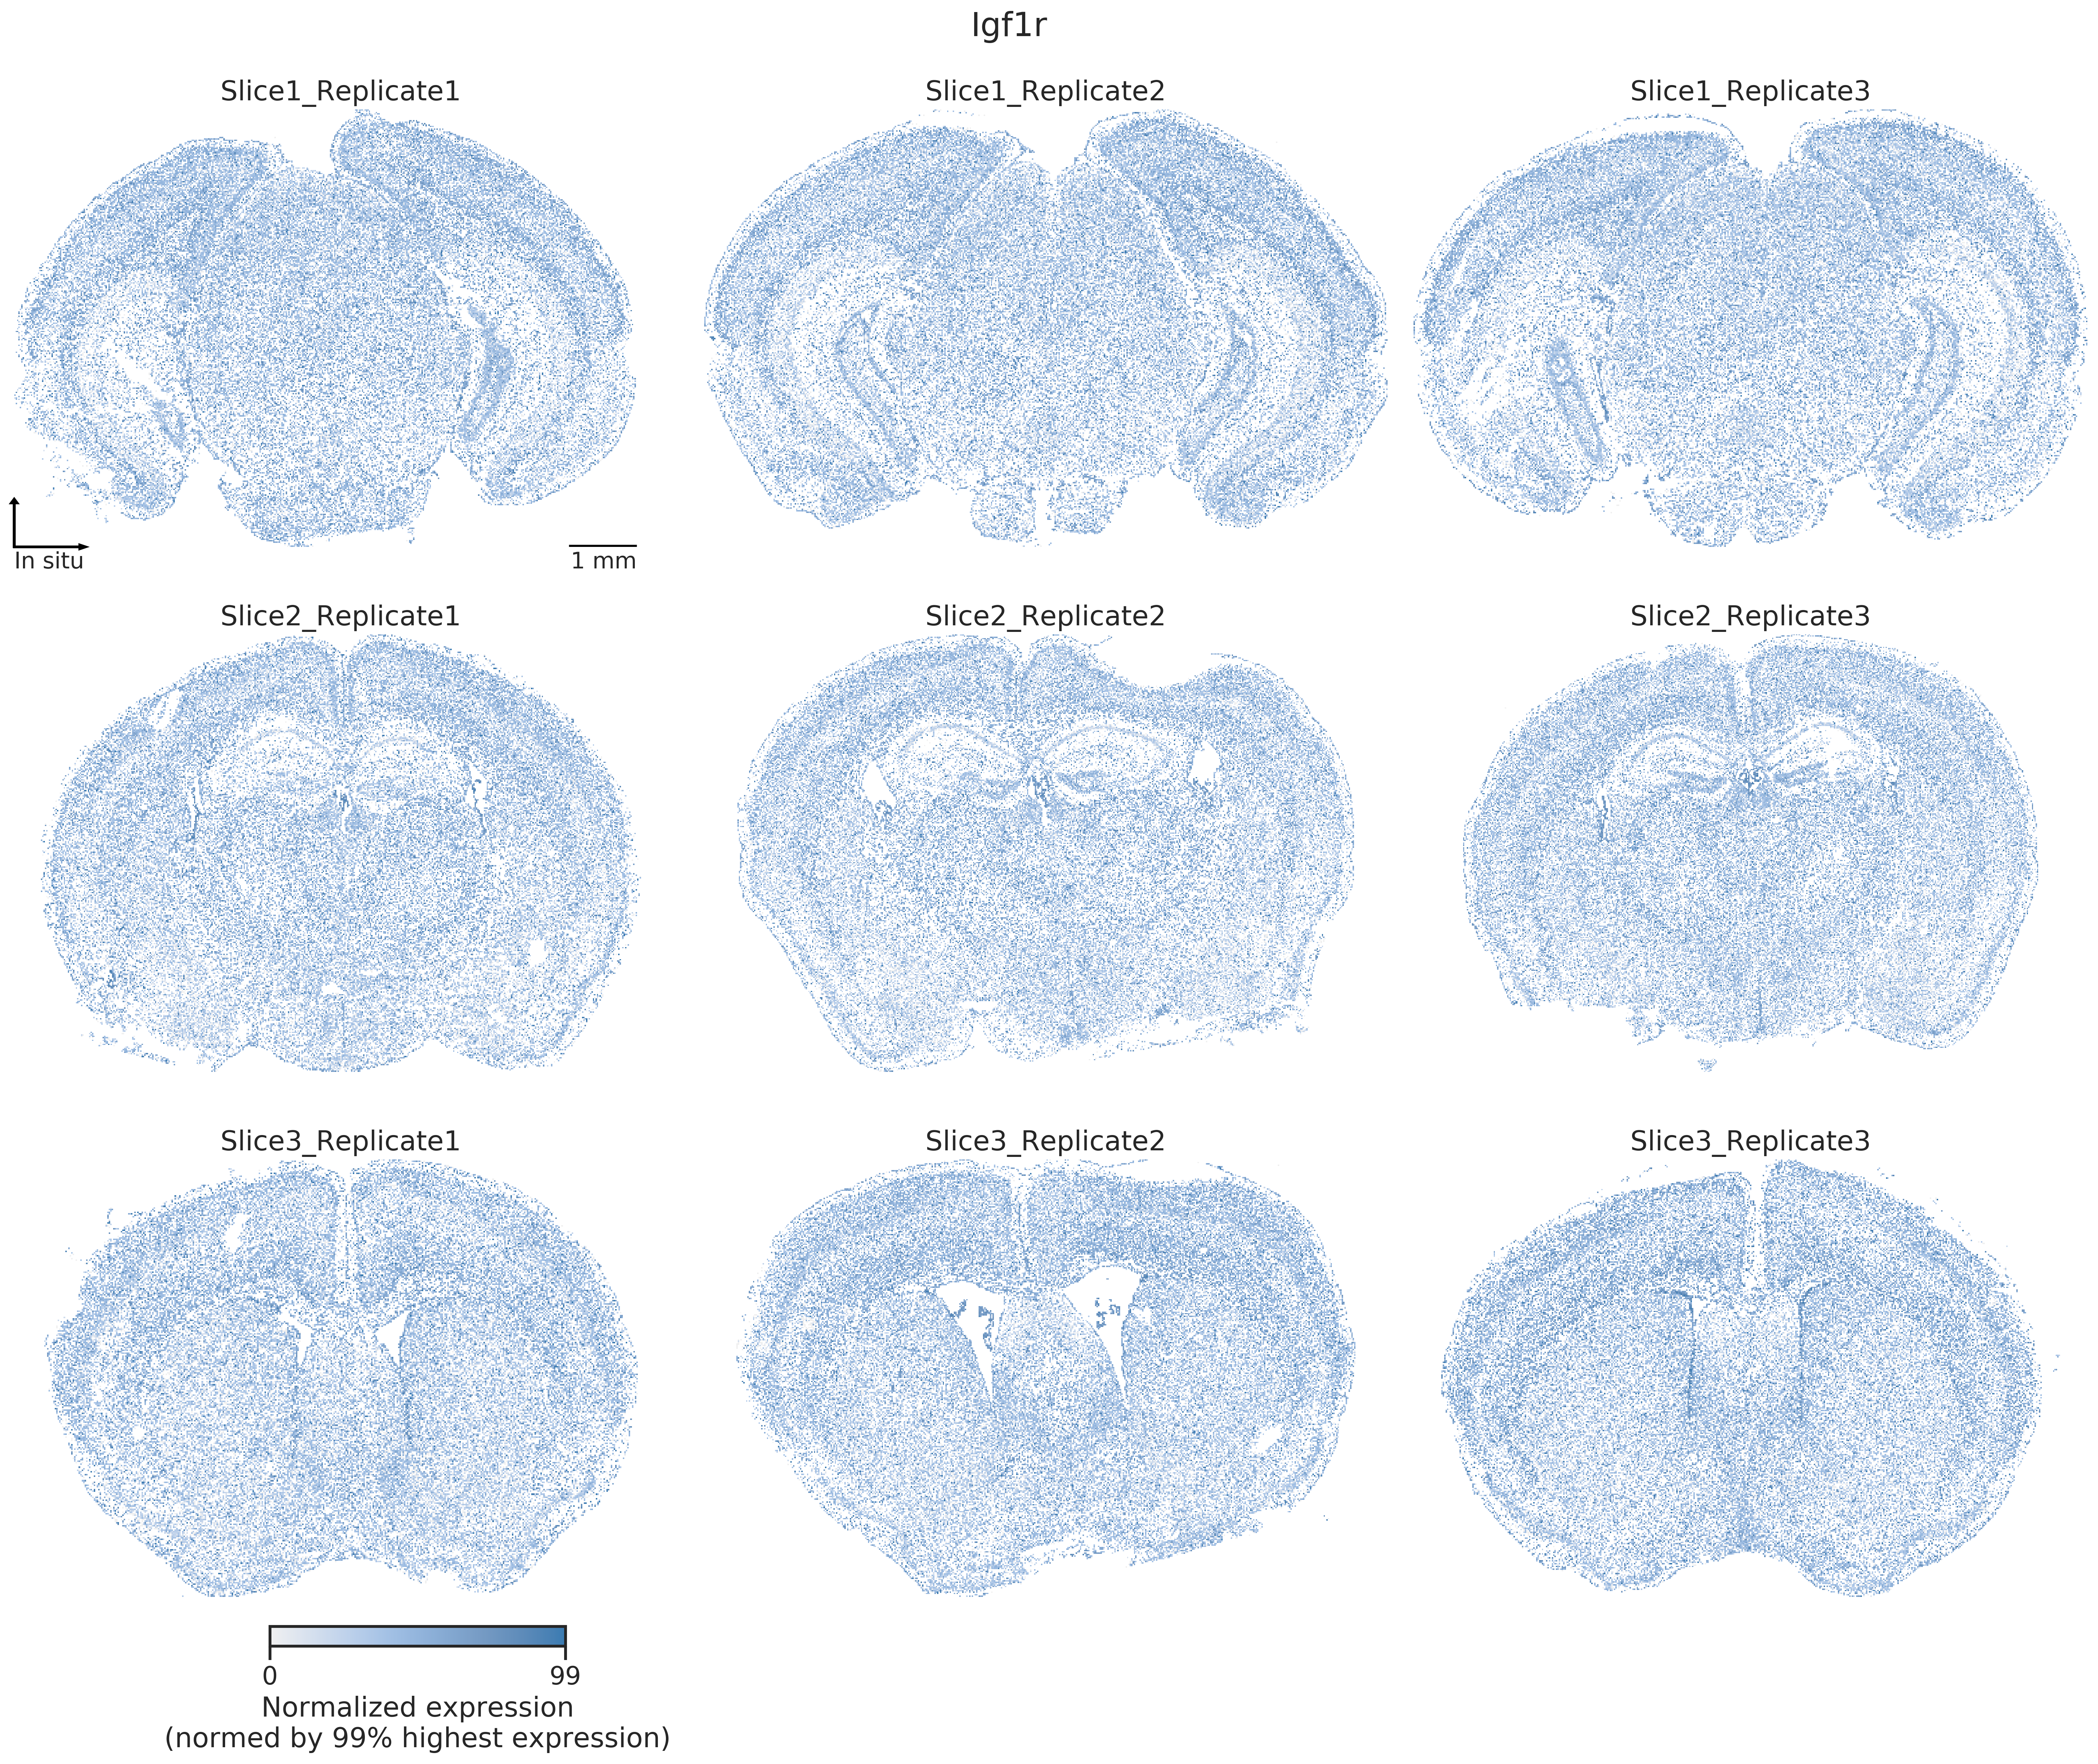 Igf1r
Slice1_Replicate1
Slice1_Replicate2
Slice1_Replicate3
In situ
1 mm
Slice2_Replicate1
Slice2_Replicate2
Slice2_Replicate3
Slice3_Replicate1
Slice3_Replicate2
Slice3_Replicate3
0
99
Normalized expression
(normed by 99% highest expression)